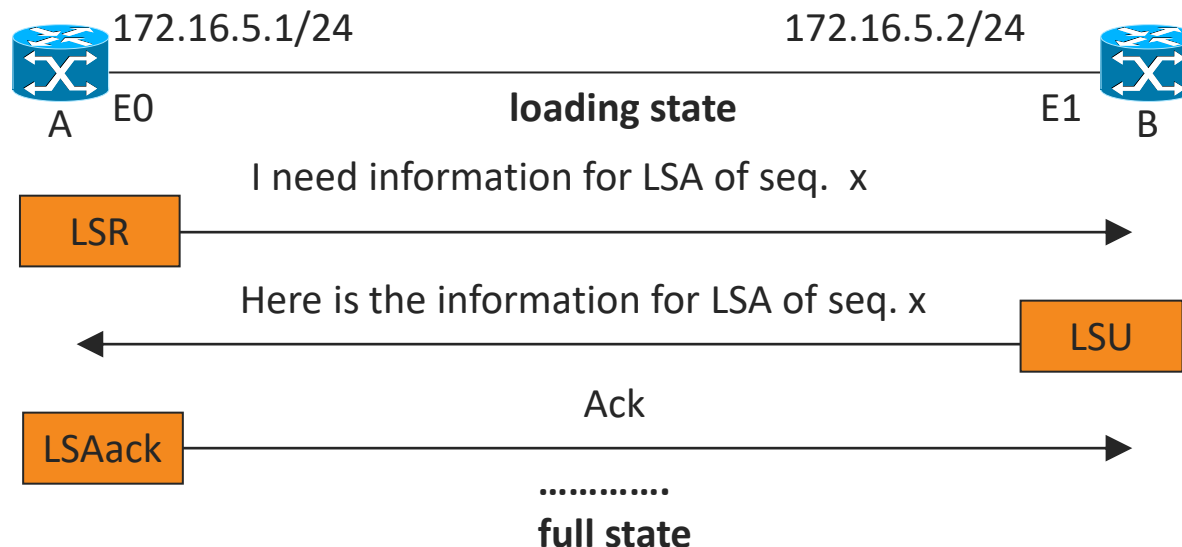 172.16.5.1/24 172.16.5.2/24
E0 loading state E1
A B
I need information for LSA of seq. x
LSR
Here is the information for LSA of seq. x
LSU
Ack
LSAack
.............
full state